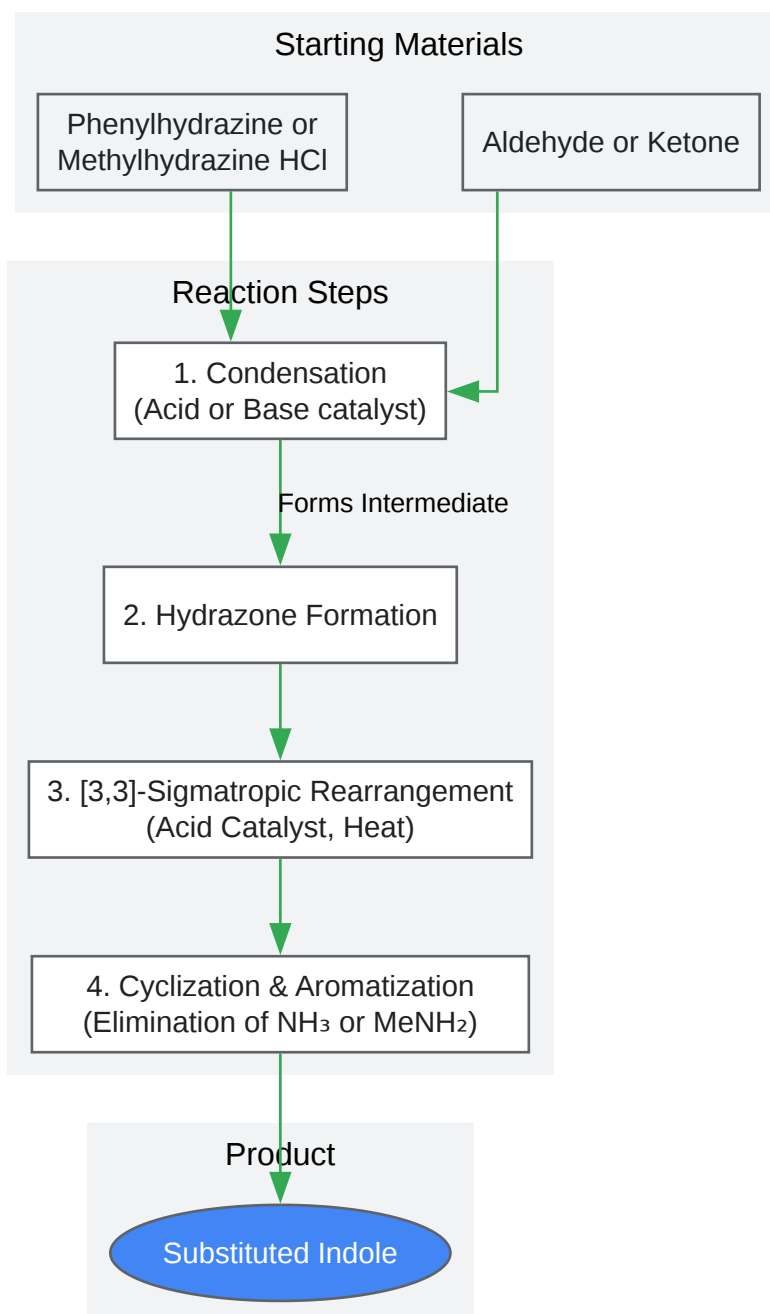 Starting Materials
Phenylhydrazine or
Methylhydrazine HCl
Aldehyde or Ketone
Reaction Steps
1. Condensation
(Acid or Base catalyst)
Forms Intermediate
2. Hydrazone Formation
3. [3,3]-Sigmatropic Rearrangement
(Acid Catalyst, Heat)
4. Cyclization & Aromatization
(Elimination of NH₃ or MeNH₂)
Product
Substituted Indole